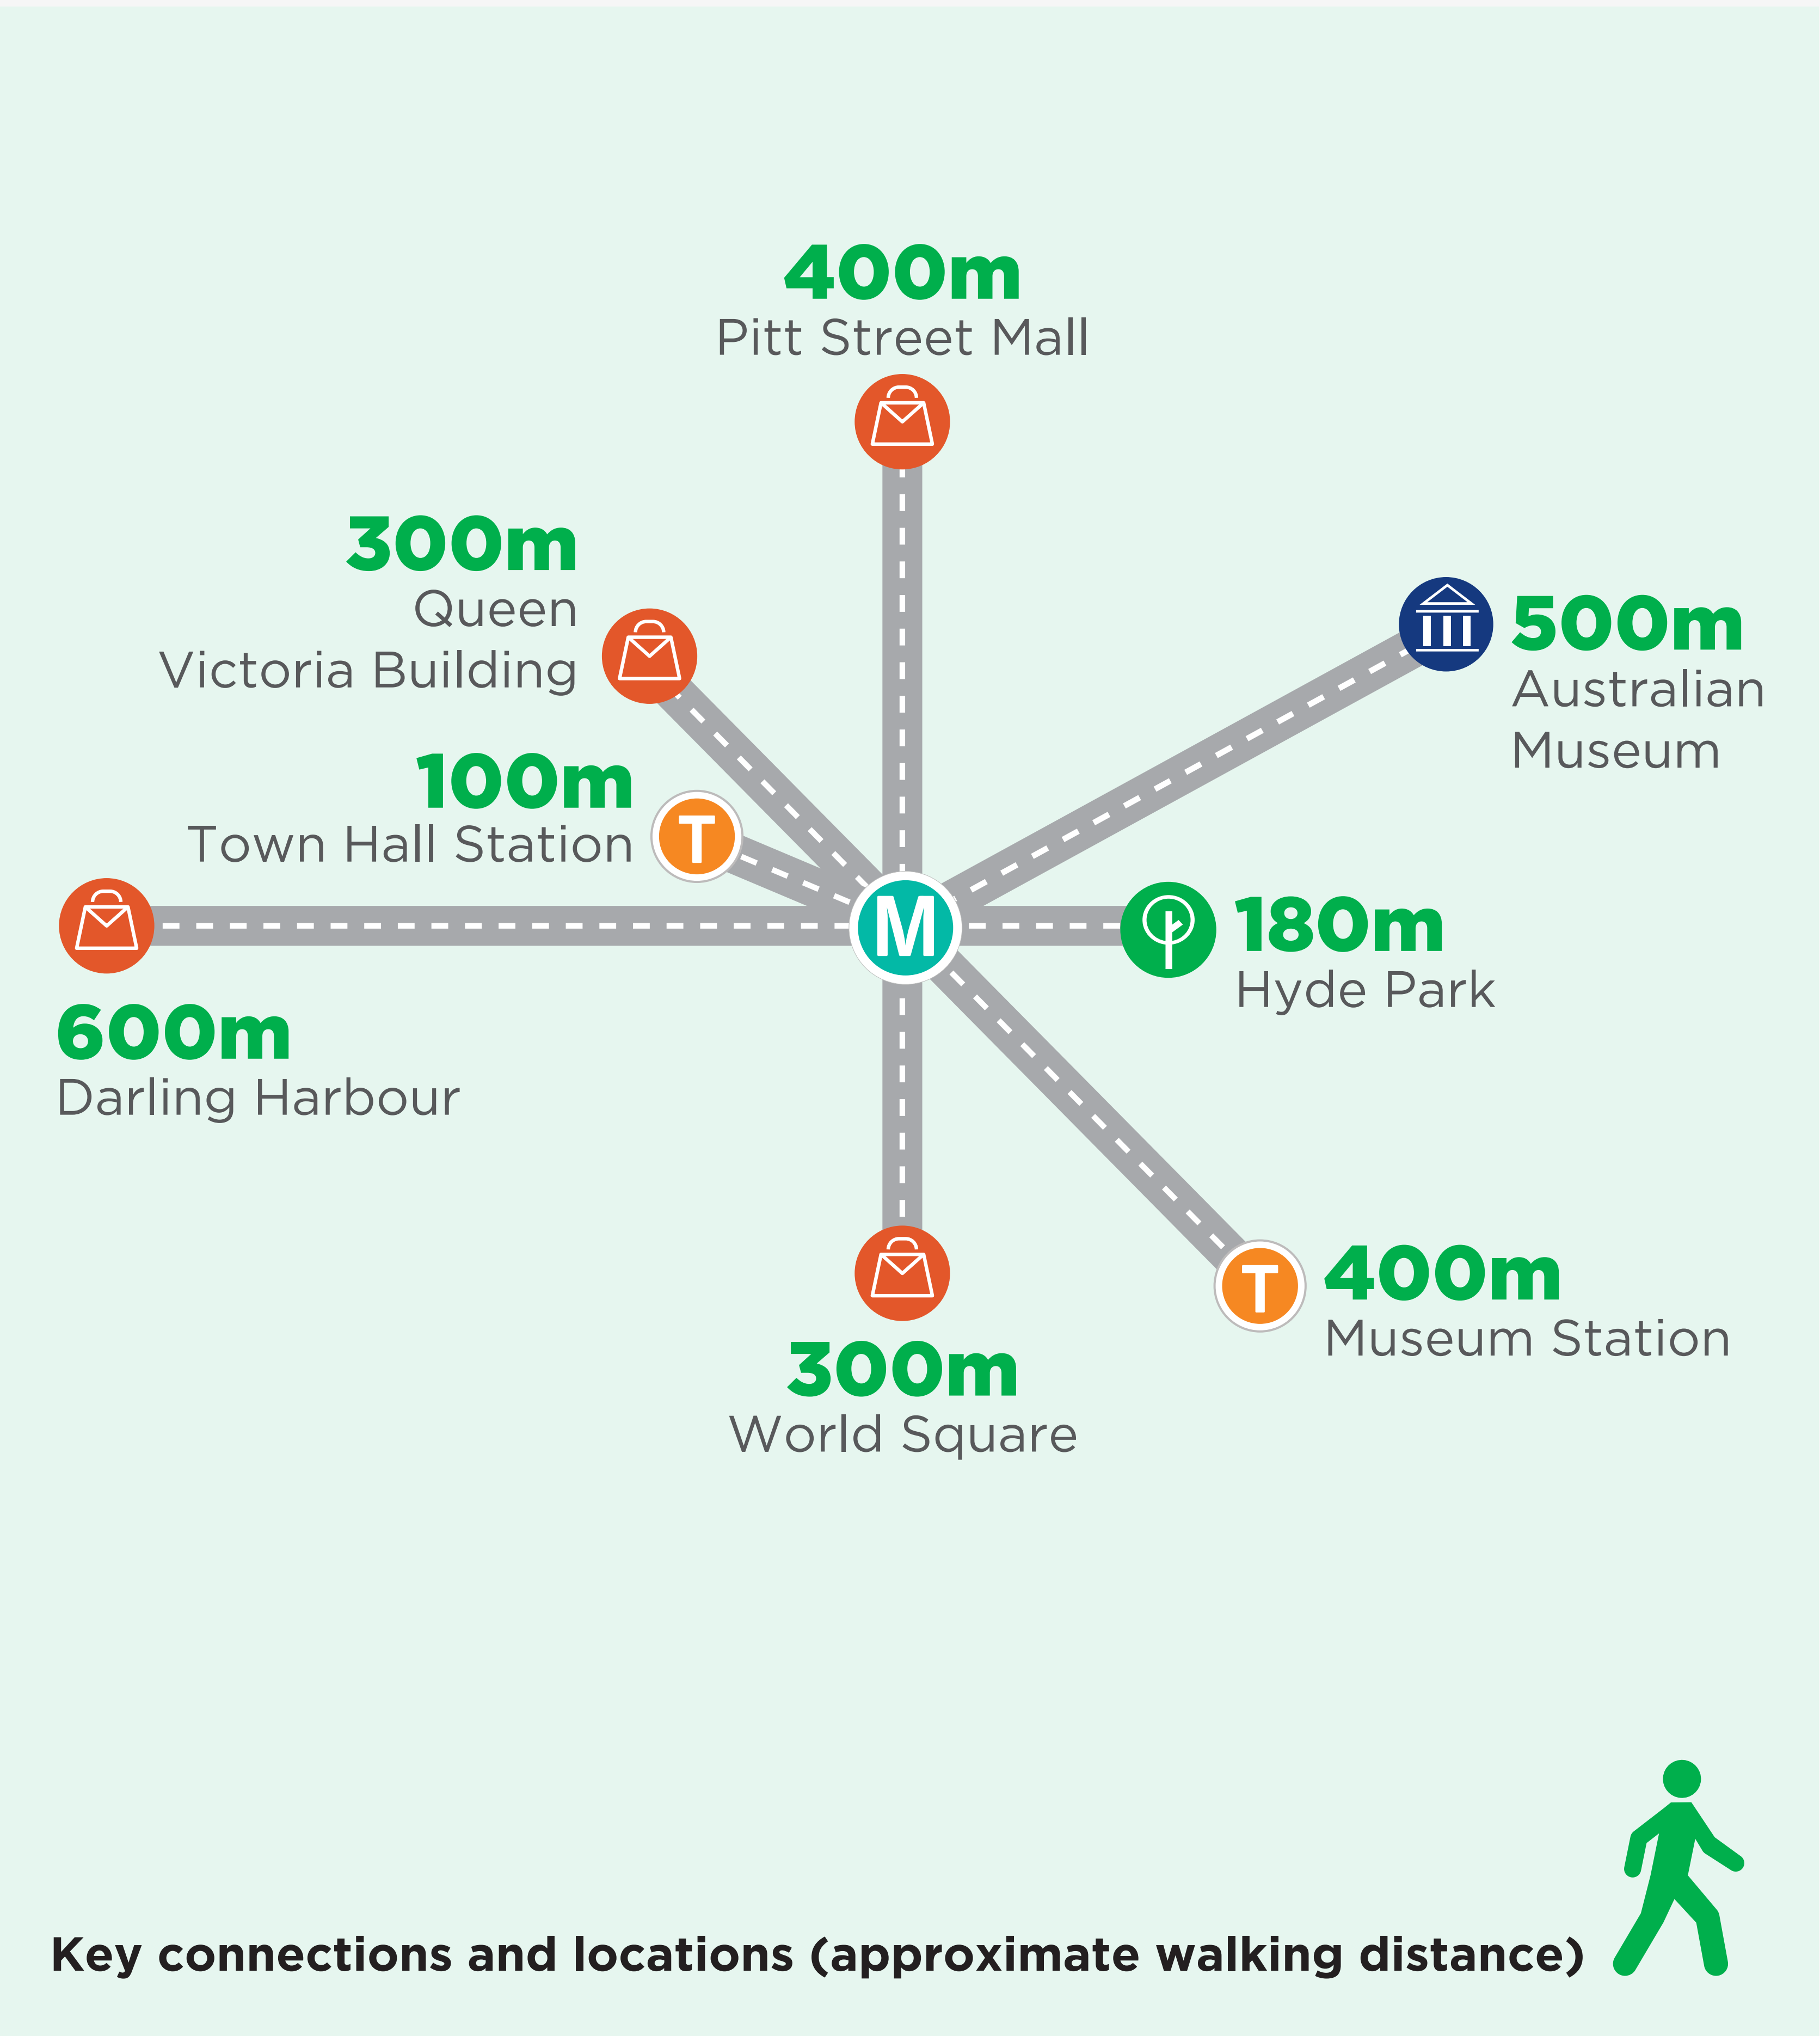 400m
Pitt Street Mall
300m
Queen
Victoria Building
500m
Australian
Museum
100m
Town Hall Station
T
M
180m
Hyde Park
600m
Darling Harbour
T
400m
Museum Station
300m
World Square
Key connections and locations (approximate walking distance)